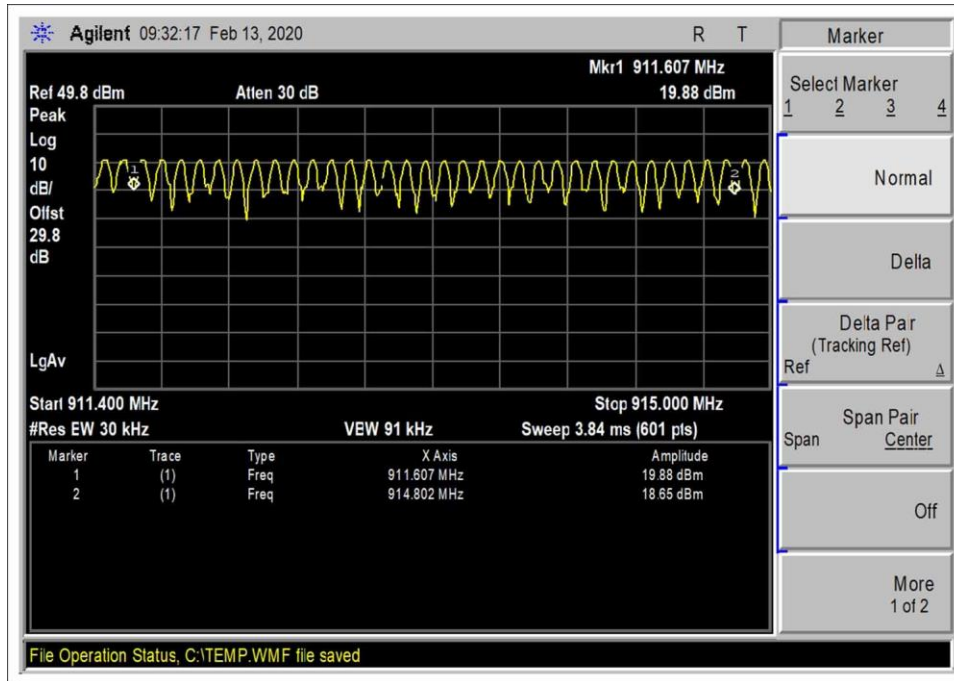 Agilent 09:32:17 Feb 13, 2020 R T
Mkr1 911.607 MHz
Ref 49.8 dBm Atten 30 dB 19.88 dBm
Peak
Log
10
dB/
Offst
29.8
dB
1
2
LgAv
Start 911.400 MHz Stop 915.000 MHz
#Res EW 30 kHz VEW 91 kHz Sweep 3.84 ms (601 pts)
Marker Trace Type X Axis Amplitude
1 (1) Freq 911.607 MHz 19.88 dBm
2 (1) Freq 914.802 MHz 18.65 dBm
File Operation Status, C:\TEMP.WMF file saved
Marker
Select Marker
1 2 3 4
Normal
Delta
Delta Pair
(Tracking Ref)
Ref Δ
Span Pair
Span Center
Off
More
1 of 2